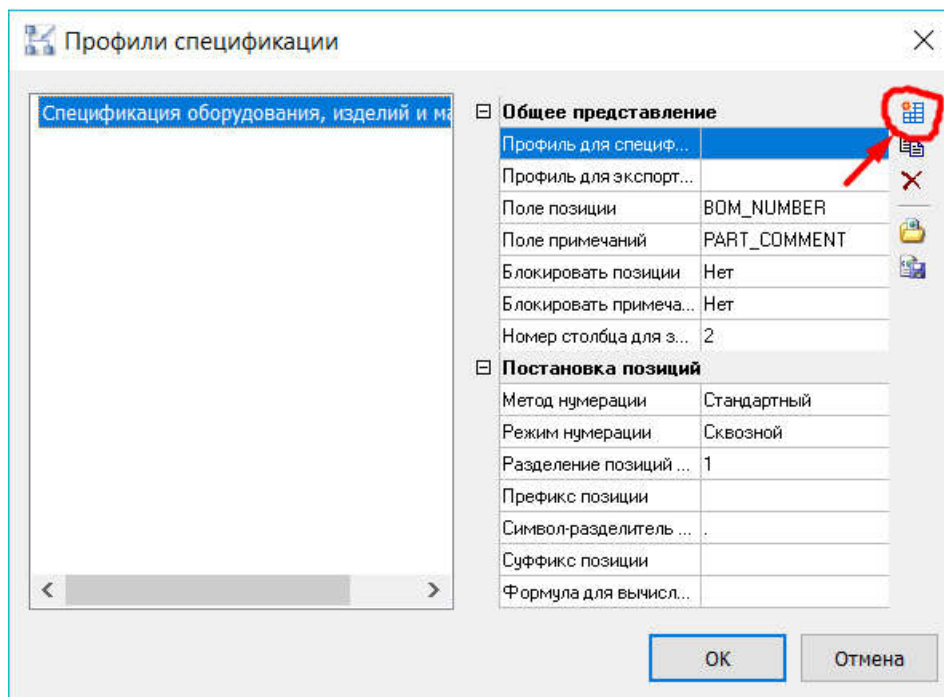 Профили спецификации
Спецификация оборудования, изделий и ма
Общее представление
Профиль для специф...
Профиль для экспорт...
Поле позиции BOM_NUMBER
Поле примечаний PART_COMMENT
Блокировать позиции Нет
Блокировать примеча... Нет
Номер столбца для з... 2
Постановка позиций
Метод нумерации Стандартный
Режим нумерации Сквозной
Разделение позиций ... 1
Префикс позиции
Символ-разделитель ... .
Суффикс позиции
Формула для вычисл...
OK Отмена